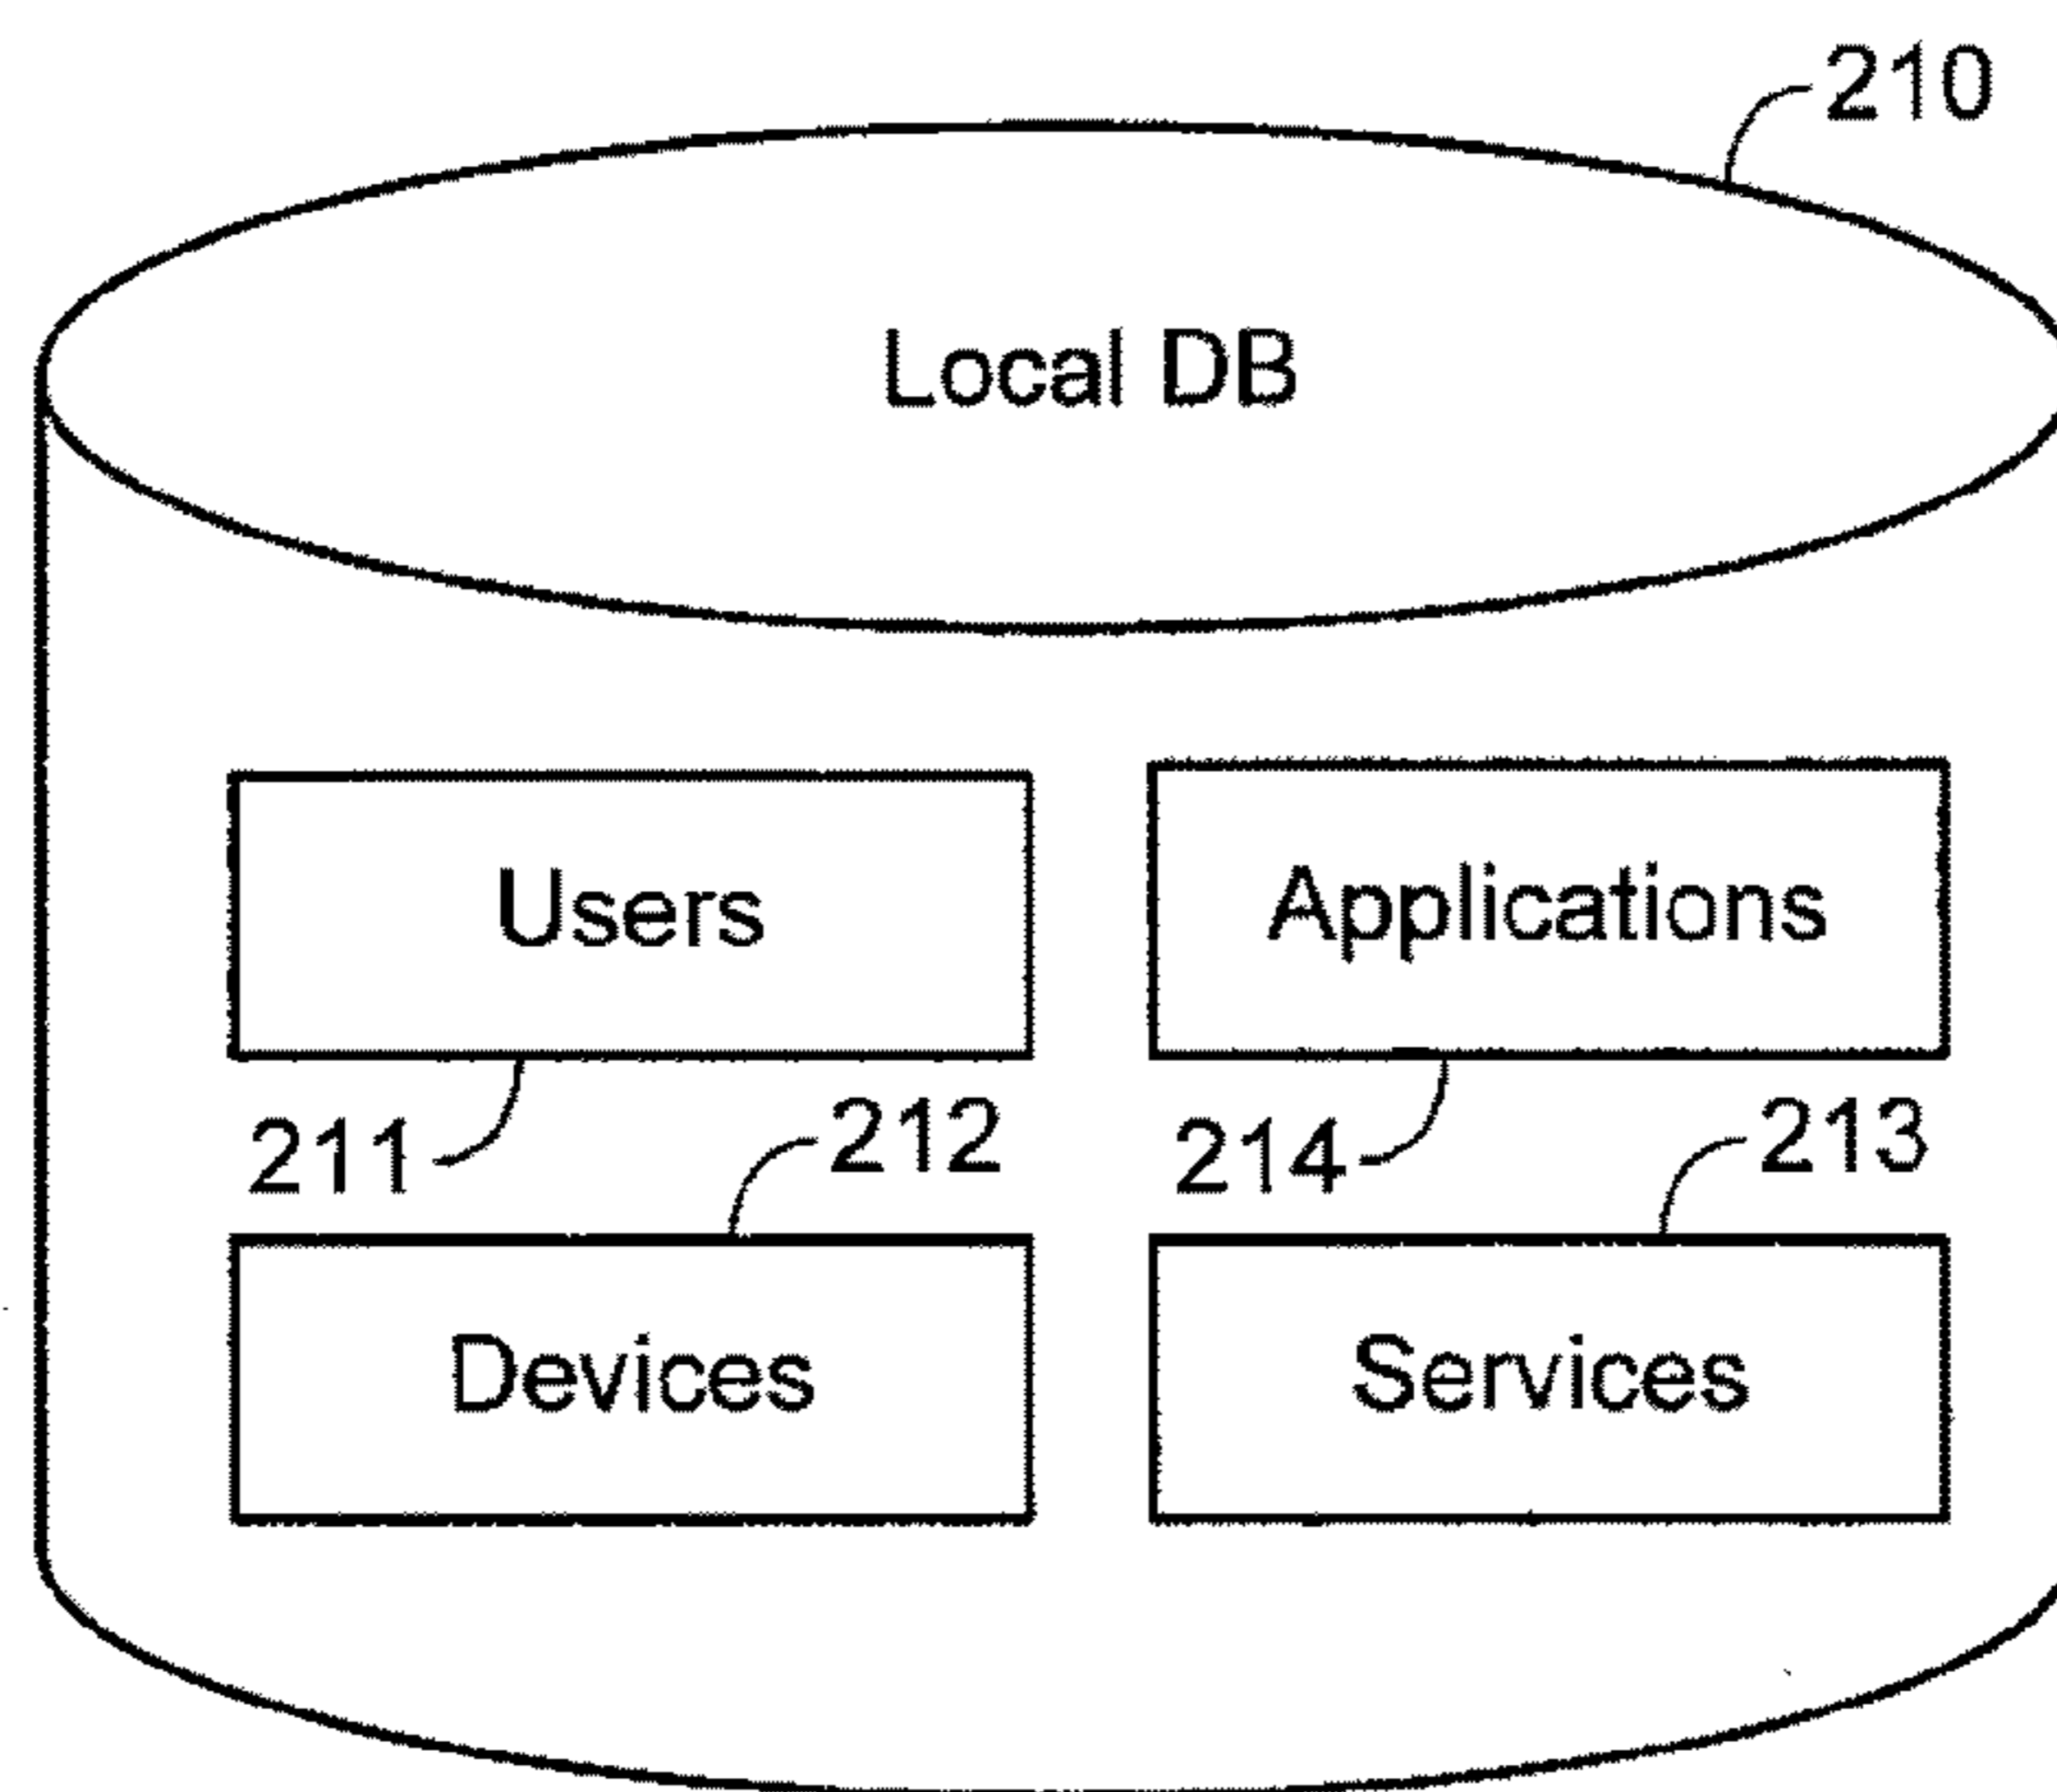 210
Local DB
Users
Applications
211
212
214
213
Devices
Services